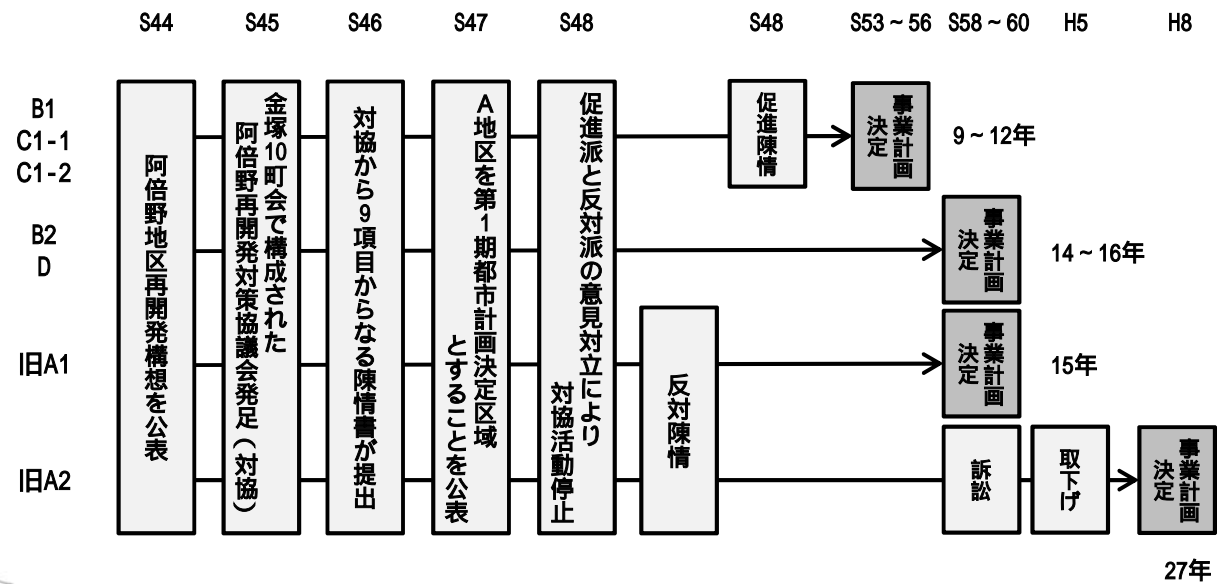 S44 S45 S46 S47 S48 S48 S53～56 S58～60 H5 H8
B1
C1-1
C1-2
B2
D
旧A1
旧A2
阿倍野地区再開発構想を公表
金塚10町会で構成された
阿倍野再開発対策協議会発足(対協)
対協から9項目からなる陳情書が提出
A地区を第1期都市計画決定区域
とすることを公表
促進派と反対派の意見対立により
対協活動停止
反対陳情
促進陳情
事業計画
決定
9～12年
事業計画
決定
14～16年
事業計画
決定
15年
訴訟
取下げ
事業計画
決定
27年